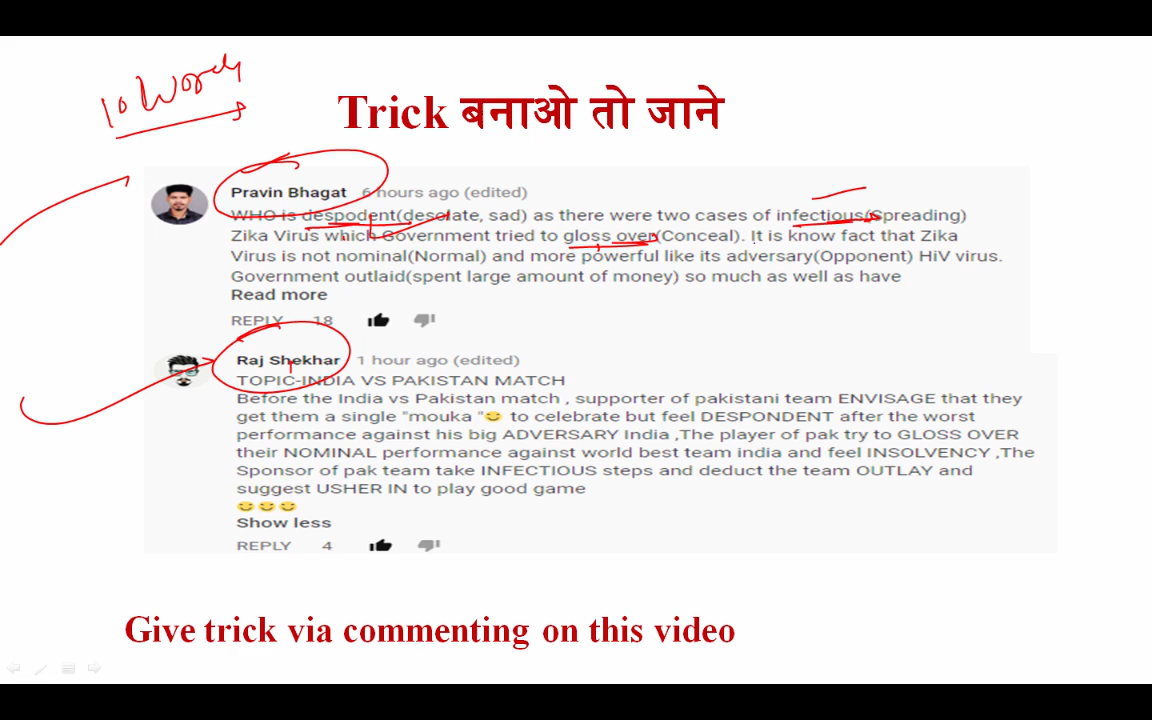 10 Words
Trick बनाओ तो जाने
Pravin Bhagat 6 hours ago (edited)
WHO is despodent(desolate, sad) as there were two cases of infectious(Spreading)
Zika Virus which Government tried to gloss over(Conceal). It is know fact that Zika
Virus is not nominal(Normal) and more powerful like its adversary(Opponent) HiV virus.
Government outlaid(spent large amount of money) so much as well as have
Read more
REPLY 18
Raj Shekhar 1 hour ago (edited)
TOPIC-INDIA VS PAKISTAN MATCH
Before the India vs Pakistan match , supporter of pakistani team ENVISAGE that they
get them a single "mouka "😊 to celebrate but feel DESPONDENT after the worst
performance against his big ADVERSARY India ,The player of pak try to GLOSS OVER
their NOMINAL performance against world best team india and feel INSOLVENCY ,The
Sponsor of pak team take INFECTIOUS steps and deduct the team OUTLAY and
suggest USHER IN to play good game
😊😊😊
Show less
REPLY 4
Give trick via commenting on this video